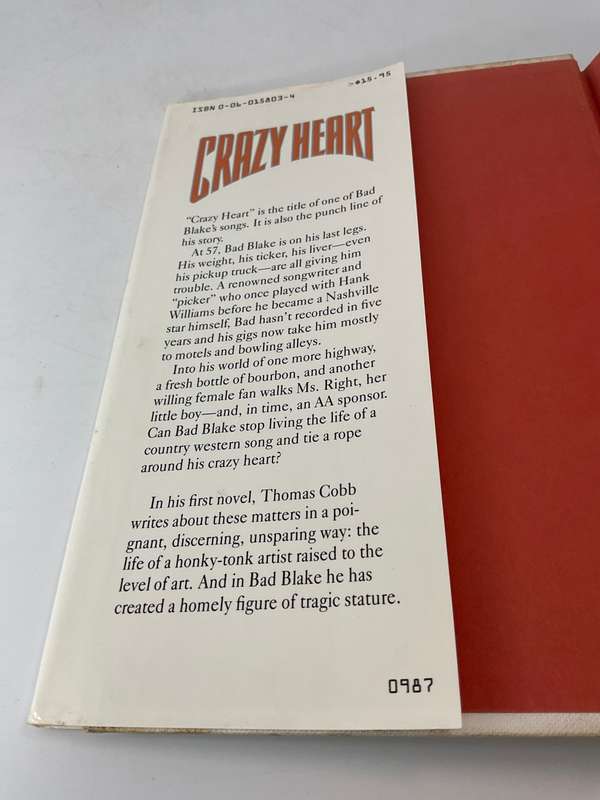 ISBN 0-06-015803-4
>$15.95
CRAZY HEART
"Crazy Heart" is the title of one of Bad
Blake's songs. It is also the punch line of
his story.
At 57, Bad Blake is on his last legs.
His weight, his ticker, his liver—even
his pickup truck—are all giving him
trouble. A renowned songwriter and
"picker" who once played with Hank
Williams before he became a Nashville
star himself, Bad hasn't recorded in five
years and his gigs now take him mostly
to motels and bowling alleys.
Into his world of one more highway,
a fresh bottle of bourbon, and another
willing female fan walks Ms. Right, her
little boy—and, in time, an AA sponsor.
Can Bad Blake stop living the life of a
country western song and tie a rope
around his crazy heart?
In his first novel, Thomas Cobb
writes about these matters in a poi-
gnant, discerning, unsparing way: the
life of a honky-tonk artist raised to the
level of art. And in Bad Blake he has
created a homely figure of tragic stature.
0987